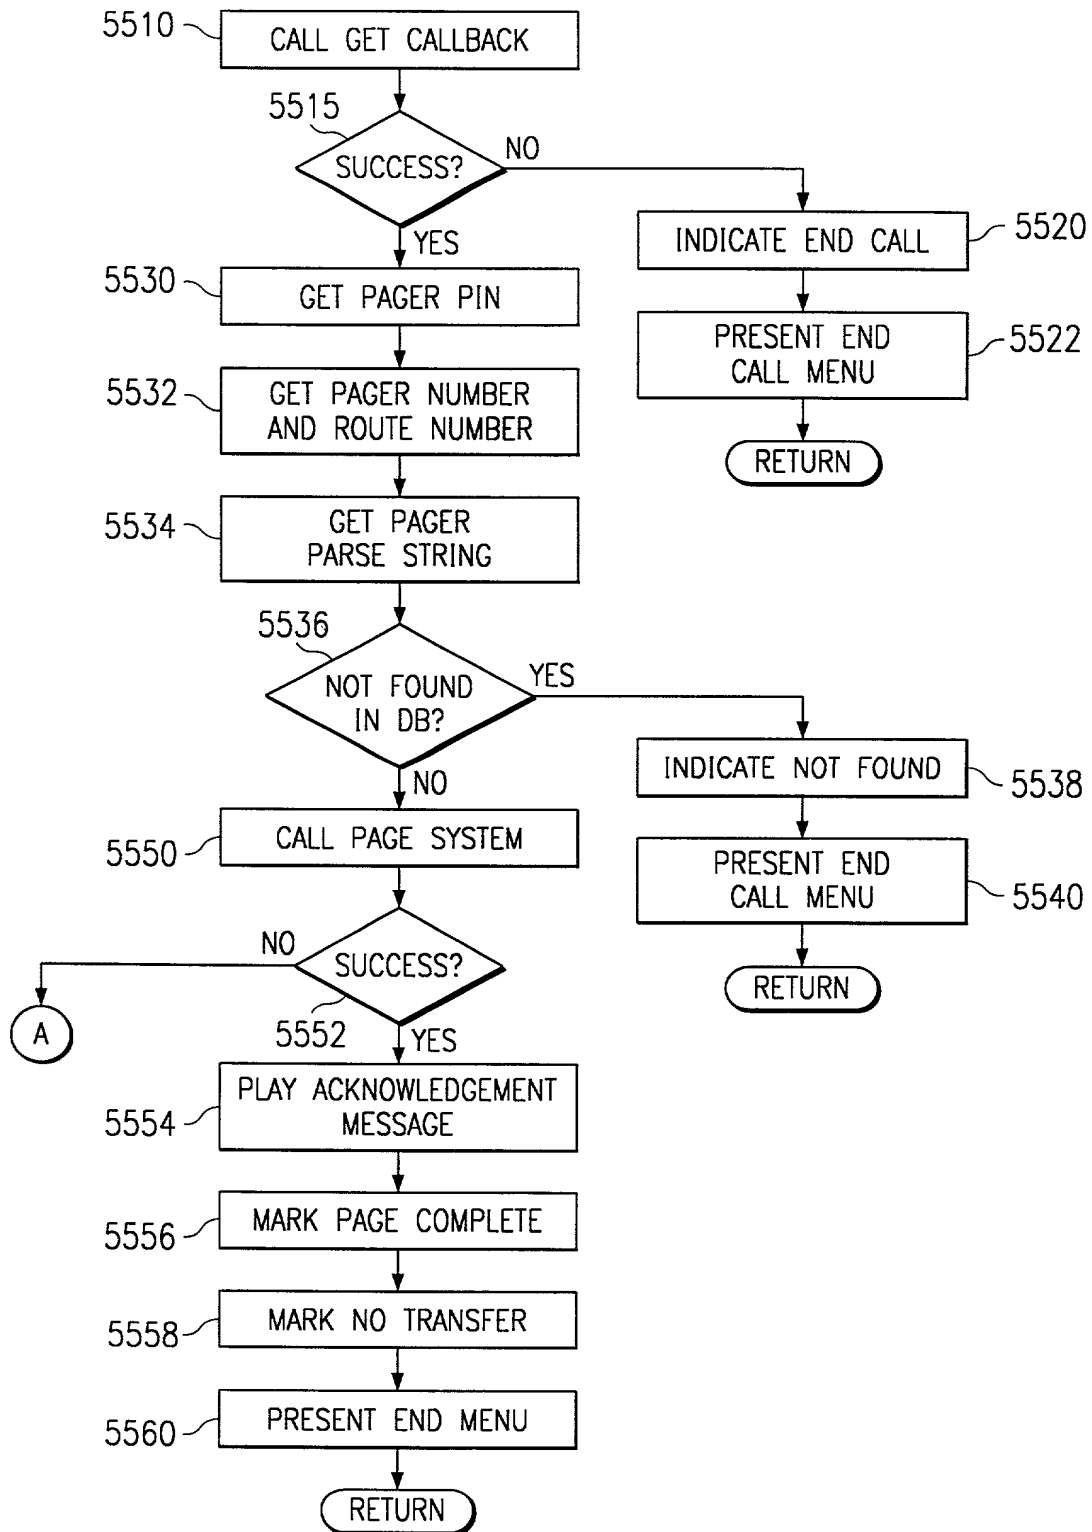 5510
CALL GET CALLBACK
5515
SUCCESS?
NO
YES
INDICATE END CALL
5520
5530
GET PAGER PIN
PRESENT END
CALL MENU
5522
5532
GET PAGER NUMBER
AND ROUTE NUMBER
RETURN
5534
GET PAGER
PARSE STRING
5536
NOT FOUND
IN DB?
YES
NO
INDICATE NOT FOUND
5538
5550
CALL PAGE SYSTEM
PRESENT END
CALL MENU
5540
NO
SUCCESS?
RETURN
A
5552
YES
5554
PLAY ACKNOWLEDGEMENT
MESSAGE
5556
MARK PAGE COMPLETE
5558
MARK NO TRANSFER
5560
PRESENT END MENU
RETURN